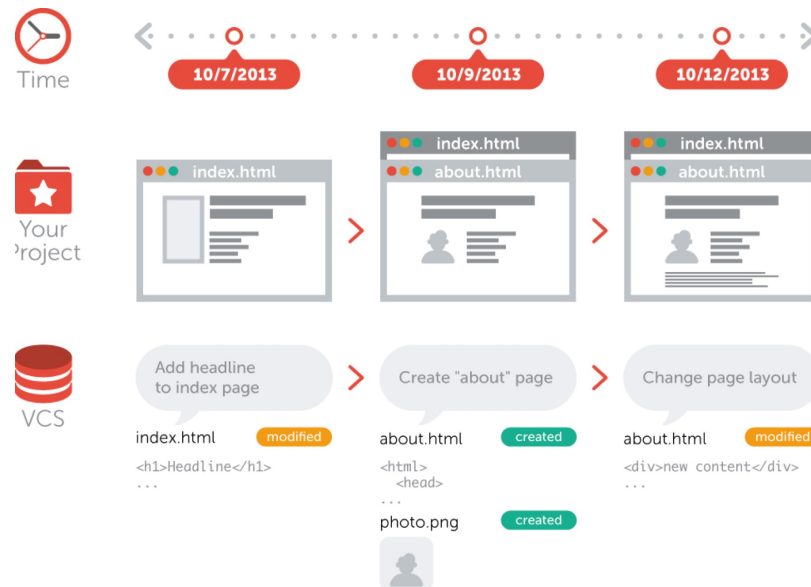 Time
10/7/2013
10/9/2013
10/12/2013
Your
Project
index.html
index.html
about.html
index.html
about.html
VCS
Add headline
to index page
Create "about" page
Change page layout
index.html
modified
<h1>Headline</h1>
...
about.html
created
<html>
<head>
...
photo.png
created
about.html
modified
<div>new content</div>
...